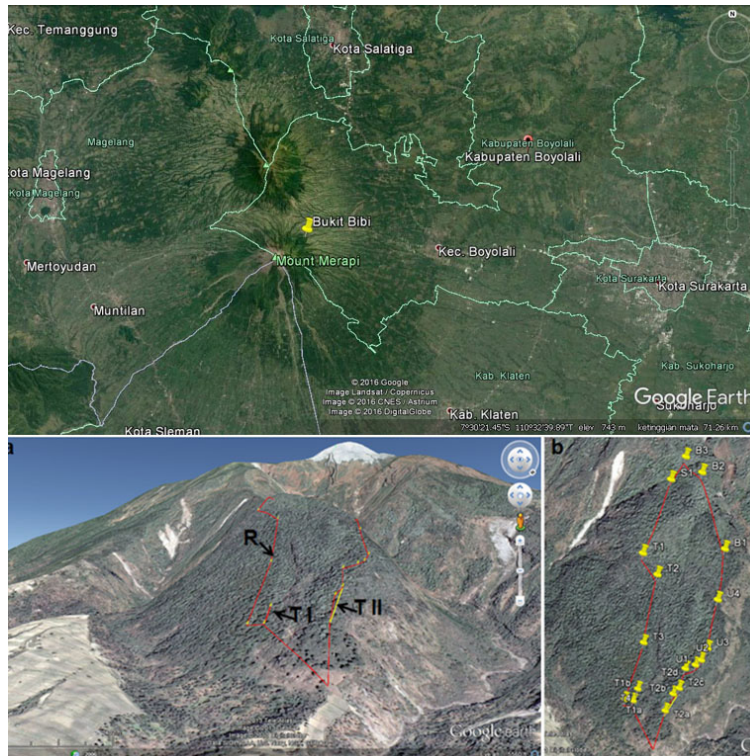 Kec. Temanggung
Kota Salatiga
Kota Salatiga
Magelang
Kabupaten Boyolali
Kabupaten Boyolali
Kota Magelang
Kota Magelang
Bukit Bibi
Mertoyudan
Mount Merapi
Kec. Boyolali
Kota Surakarta
Kota Surakarta
Muntilan
Kab. Klaten
Kab. Sukoharjo
© 2016 Google
Image Landsat / Copernicus
Image © 2016 CNES / Astrium
Image © 2016 DigitalGlobe
Google Earth
Kab. Klaten
Sukoharjo
Kota Sleman
7°30'21.45"S 110°32'39.89"T elev 743 m ketinggian mata 71.26 km
a
R
T I
T II
Google earth
b
B3
S1
B2
T1
T2
B1
U4
T3
U3
U2
U1
T2d
T1b
T2b
T2c
T1a
T2a